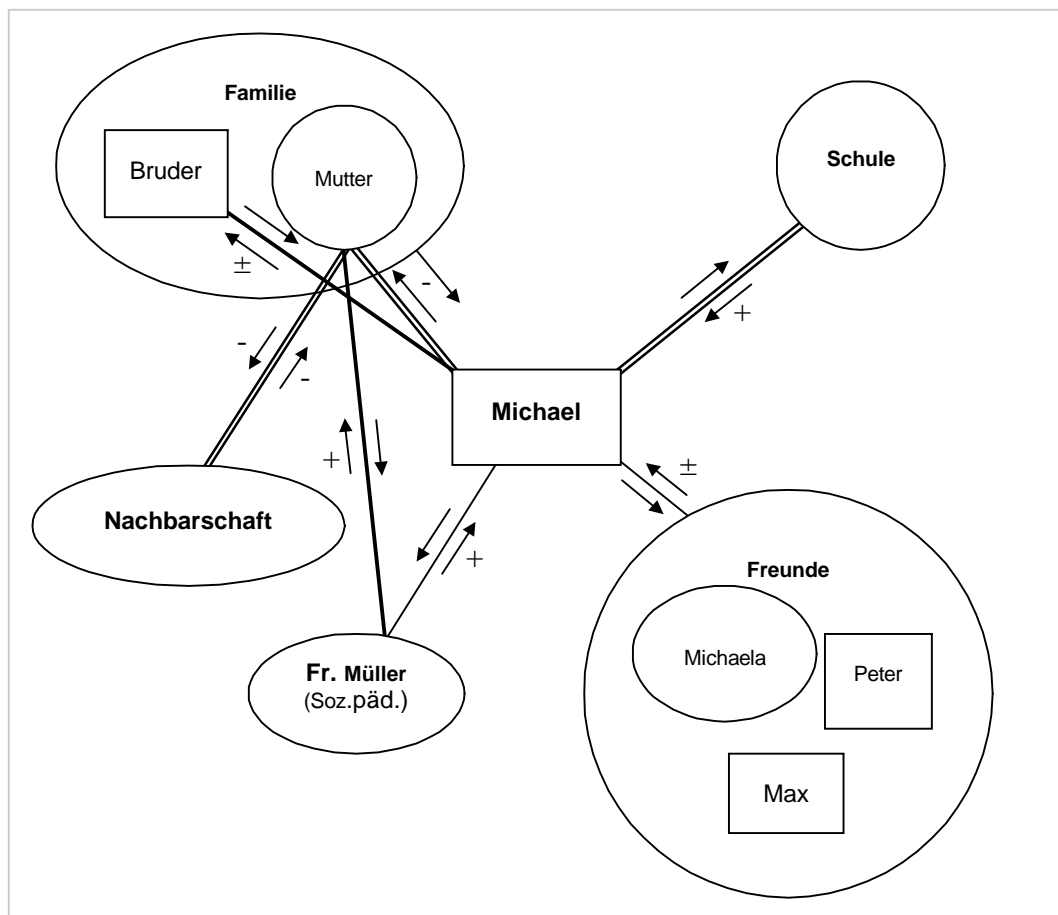 Familie
Bruder
Mutter
Schule
±
-
+
-
-
Michael
+
±
Nachbarschaft
+
Freunde
Michaela
Peter
Fr. Müller
(Soz.päd.)
Max